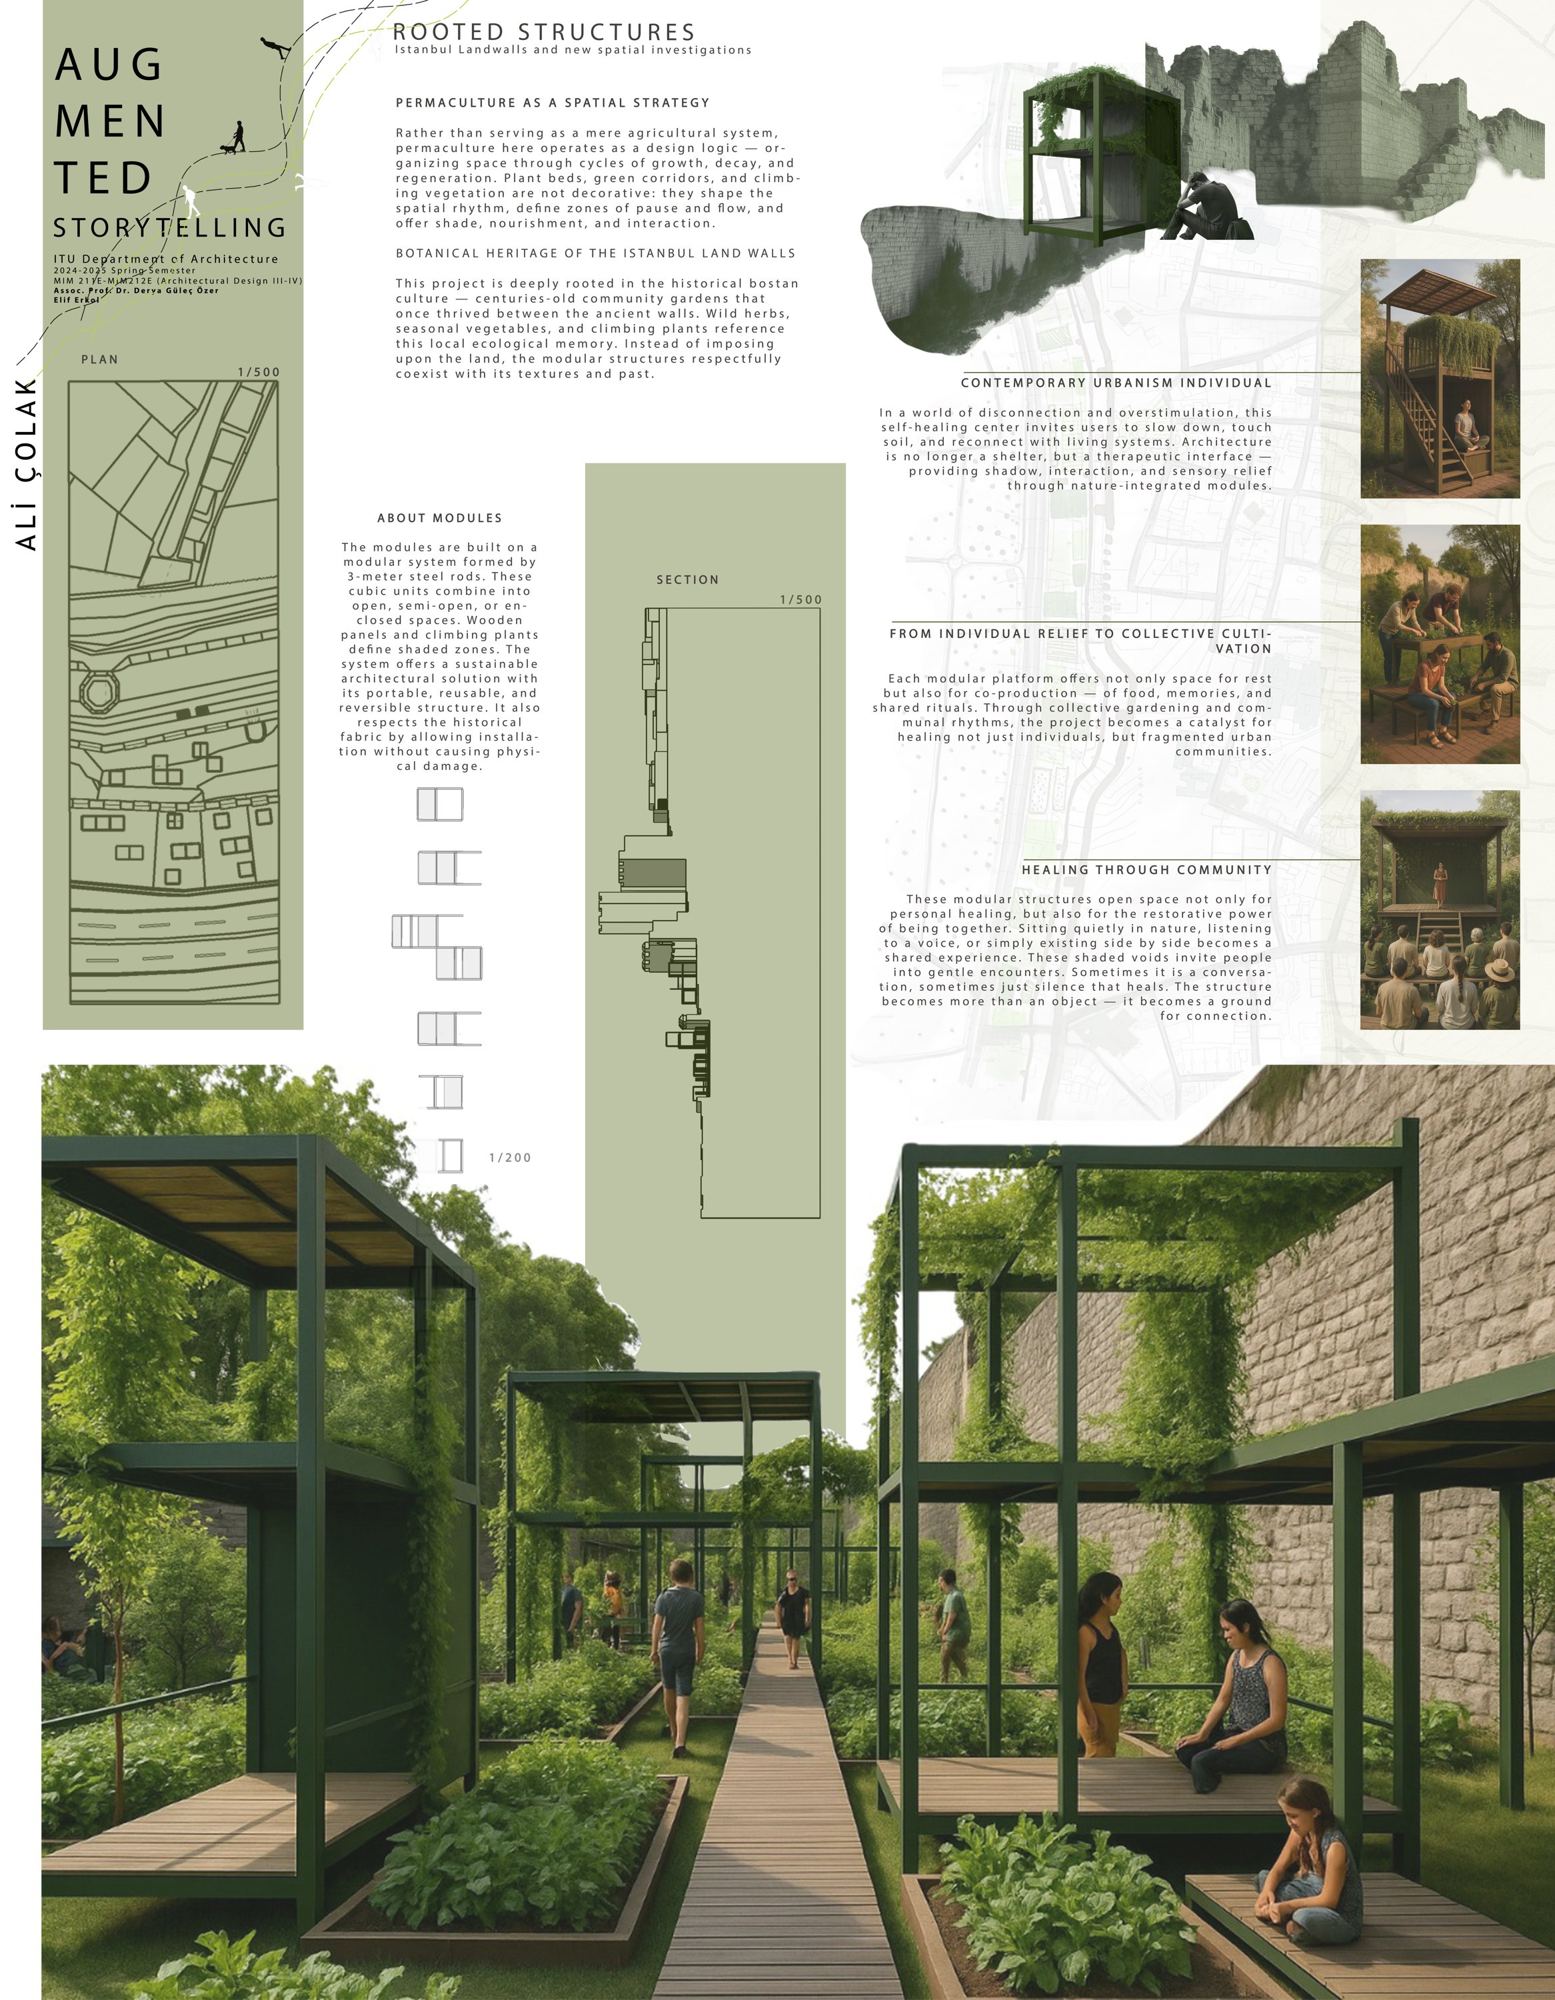 AUG
MEN
TED
STORYTELLING
ITU Department of Architecture
2024-2025 Spring Semester
MIM 211E-MIM212E (Architectural Design III-IV)
Assoc. Prof. Dr. Derya Güleç Özer
Elif Erkol
ALİ ÇOLAK
PLAN
1/500
ROOTED STRUCTURES
Istanbul Landwalls and new spatial investigations
PERMACULTURE AS A SPATIAL STRATEGY
Rather than serving as a mere agricultural system,
permaculture here operates as a design logic — or-
ganizing space through cycles of growth, decay, and
regeneration. Plant beds, green corridors, and climb-
ing vegetation are not decorative: they shape the
spatial rhythm, define zones of pause and flow, and
offer shade, nourishment, and interaction.
BOTANICAL HERITAGE OF THE ISTANBUL LAND WALLS
This project is deeply rooted in the historical bostan
culture — centuries-old community gardens that
once thrived between the ancient walls. Wild herbs,
seasonal vegetables, and climbing plants reference
this local ecological memory. Instead of imposing
upon the land, the modular structures respectfully
coexist with its textures and past.
ABOUT MODULES
The modules are built on a
modular system formed by
3-meter steel rods. These
cubic units combine into
open, semi-open, or en-
closed spaces. Wooden
panels and climbing plants
define shaded zones. The
system offers a sustainable
architectural solution with
its portable, reusable, and
reversible structure. It also
respects the historical
fabric by allowing installa-
tion without causing physi-
cal damage.
1/200
SECTION
1/500
CONTEMPORARY URBANISM INDIVIDUAL
In a world of disconnection and overstimulation, this
self-healing center invites users to slow down, touch
soil, and reconnect with living systems. Architecture
is no longer a shelter, but a therapeutic interface —
providing shadow, interaction, and sensory relief
through nature-integrated modules.
FROM INDIVIDUAL RELIEF TO COLLECTIVE CULTI-
VATION
Each modular platform offers not only space for rest
but also for co-production — of food, memories, and
shared rituals. Through collective gardening and com-
munal rhythms, the project becomes a catalyst for
healing not just individuals, but fragmented urban
communities.
HEALING THROUGH COMMUNITY
These modular structures open space not only for
personal healing, but also for the restorative power
of being together. Sitting quietly in nature, listening
to a voice, or simply existing side by side becomes a
shared experience. These shaded voids invite people
into gentle encounters. Sometimes it is a conversa-
tion, sometimes just silence that heals. The structure
becomes more than an object — it becomes a ground
for connection.